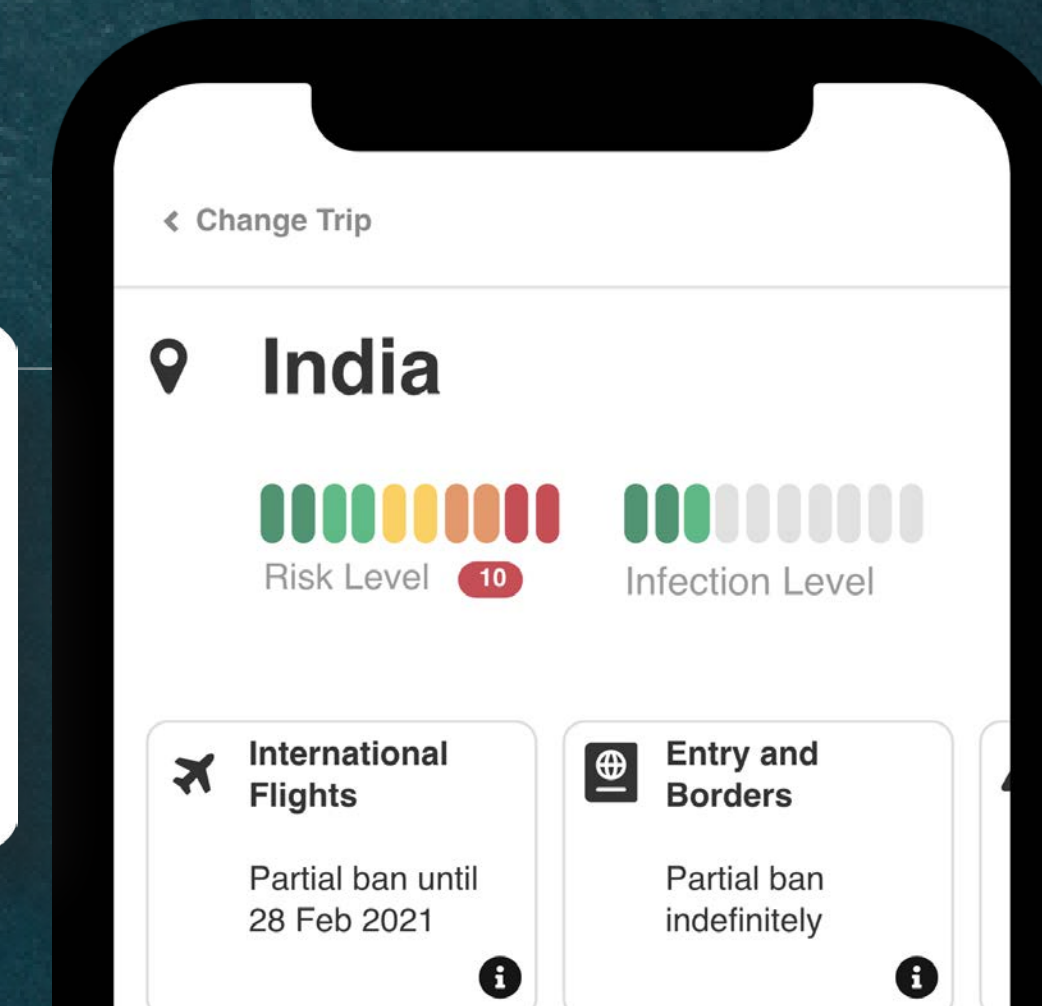 Change Trip
India
Risk Level 10
Infection Level
International
Flights
Partial ban until
28 Feb 2021
Entry and
Borders
Partial ban
indefinitely